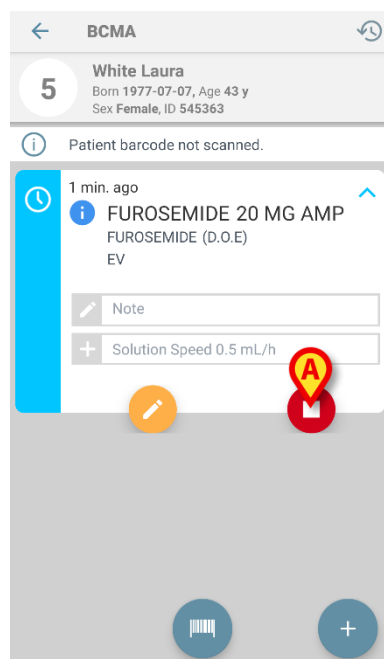 BCMA
5
White Laura
Born 1977-07-07, Age 43 y
Sex Female, ID 545363
i Patient barcode not scanned.
1 min. ago
i FUROSEMIDE 20 MG AMP
FUROSEMIDE (D.O.E)
EV
Note
+ Solution Speed 0.5 mL/h
A
+